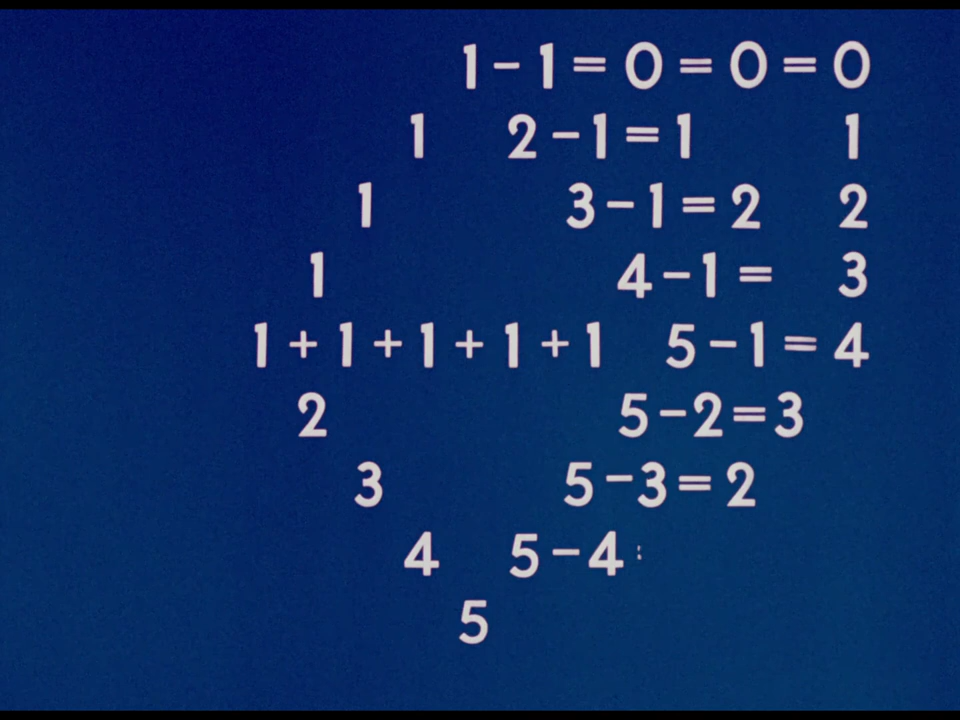 1 - 1 = 0 = 0 = 0
1 2 - 1 = 1 1
1 3 - 1 = 2 2
1 4 - 1 = 3
1 + 1 + 1 + 1 + 1 5 - 1 = 4
2 5 - 2 = 3
3 5 - 3 = 2
4 5 - 4
5